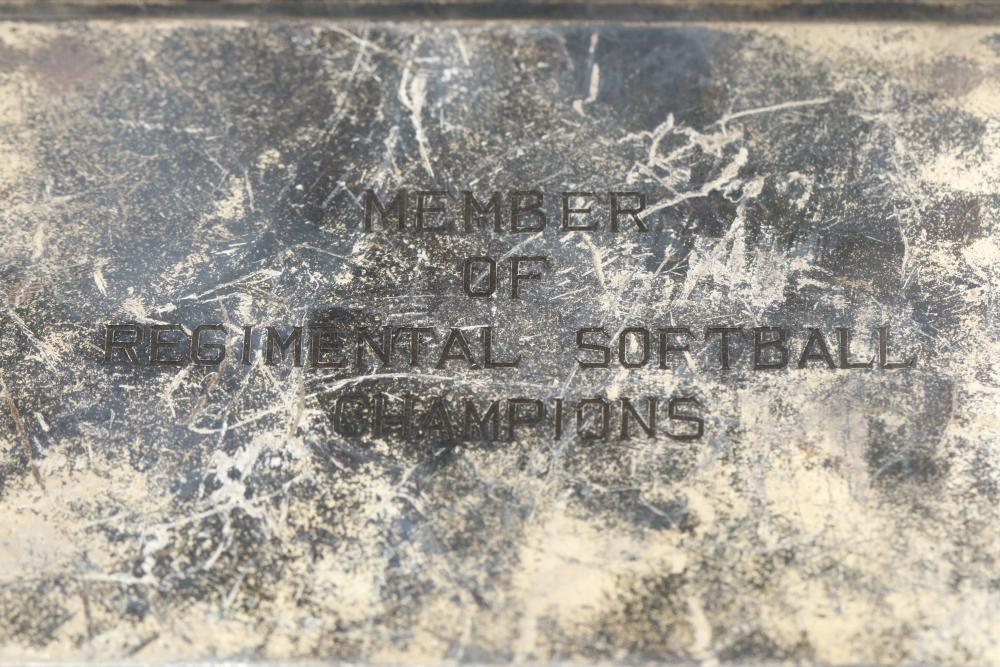 MEMBER
OF
REGIMENTAL SOFTBALL
CHAMPIONS